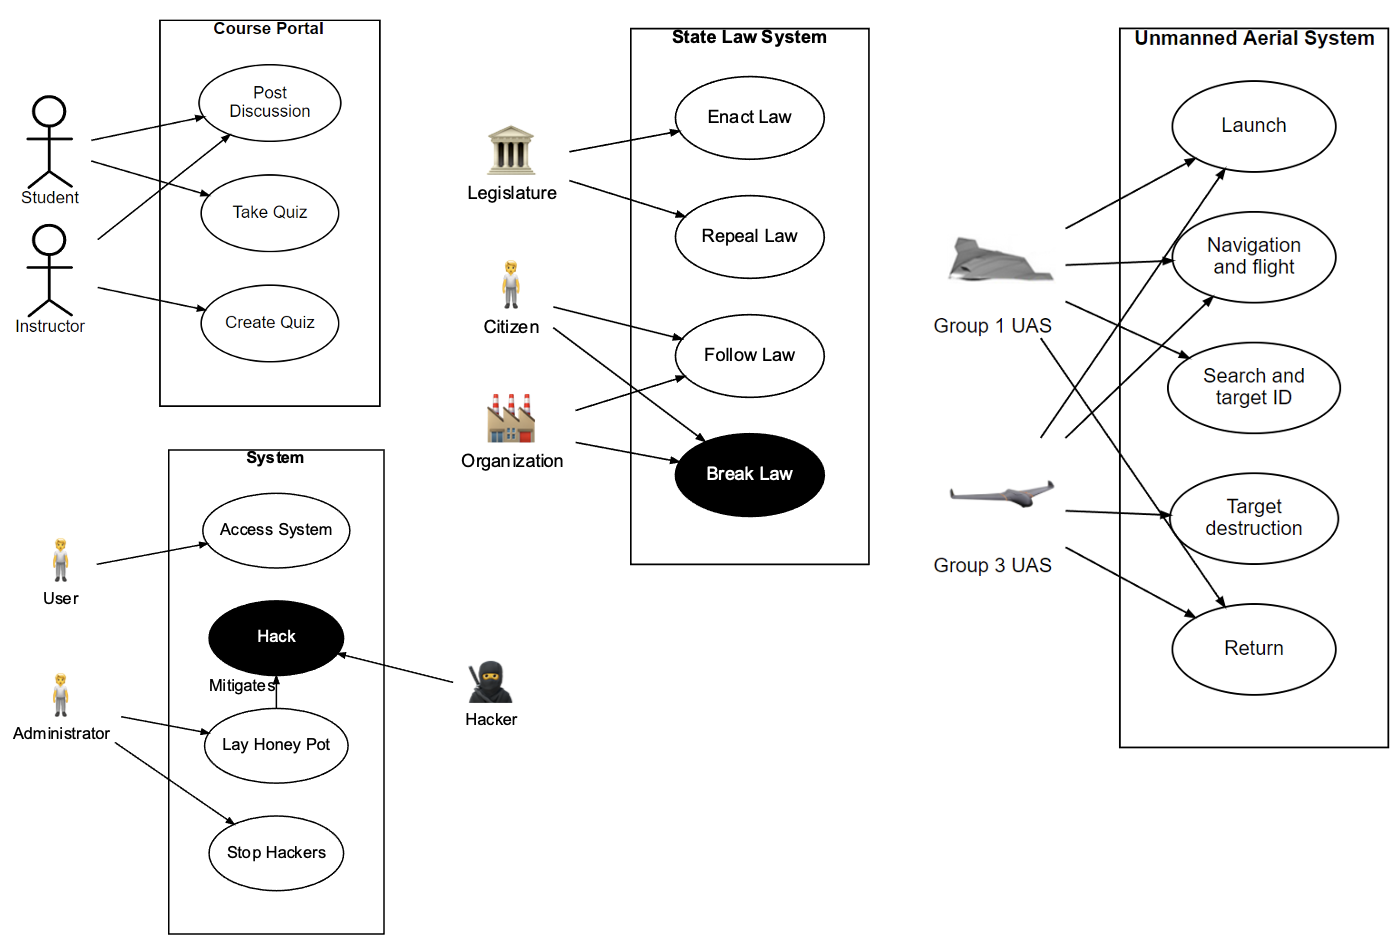 Course Portal
Post
Discussion
Student
Take Quiz
Instructor
Create Quiz
System
Access System
User
Hack
Mitigates
Hacker
Administrator
Lay Honey Pot
Stop Hackers
State Law System
Enact Law
Legislature
Repeal Law
Citizen
Follow Law
Organization
Break Law
Unmanned Aerial System
Launch
Navigation
and flight
Group 1 UAS
Search and
target ID
Target
destruction
Group 3 UAS
Return